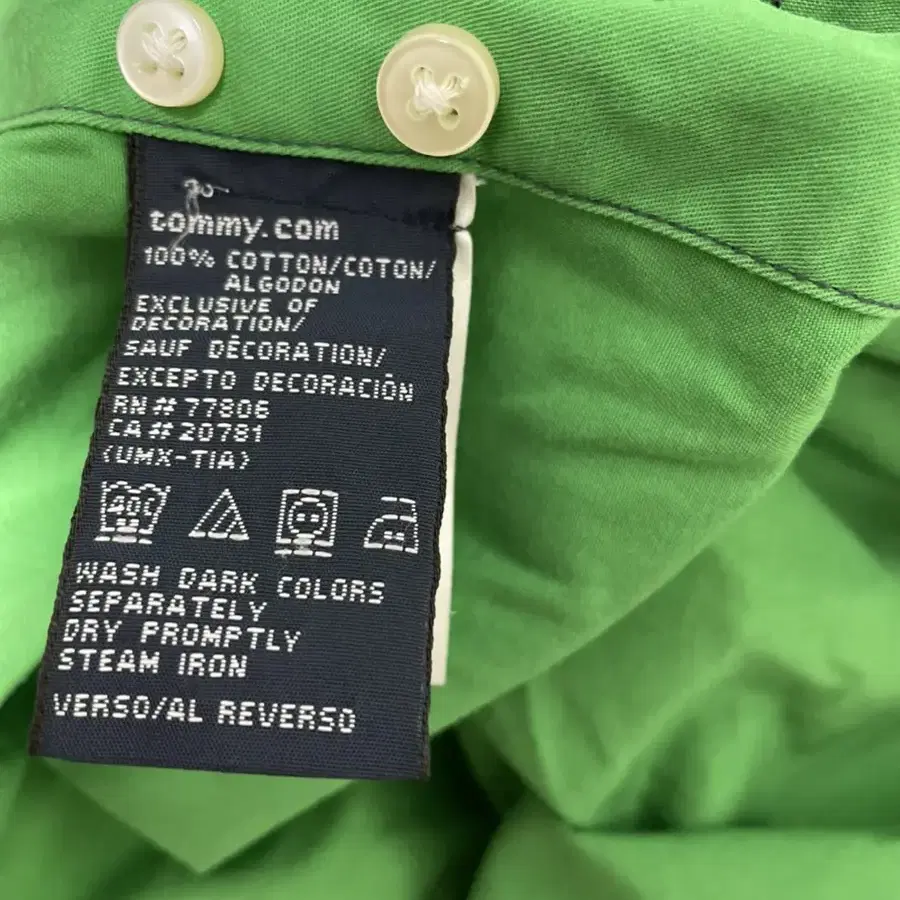 tommy.com
100% COTTON/COTON/
ALGODON
EXCLUSIVE OF
DECORATION/
SAUF DÉCORATION/
EXCEPTO DECORACIÓN
RN#77806
CA#20781
(UMX-TIA)
40C
WASH DARK COLORS
SEPARATELY
DRY PROMPTLY
STEAM IRON
VERSO/AL REVERSO